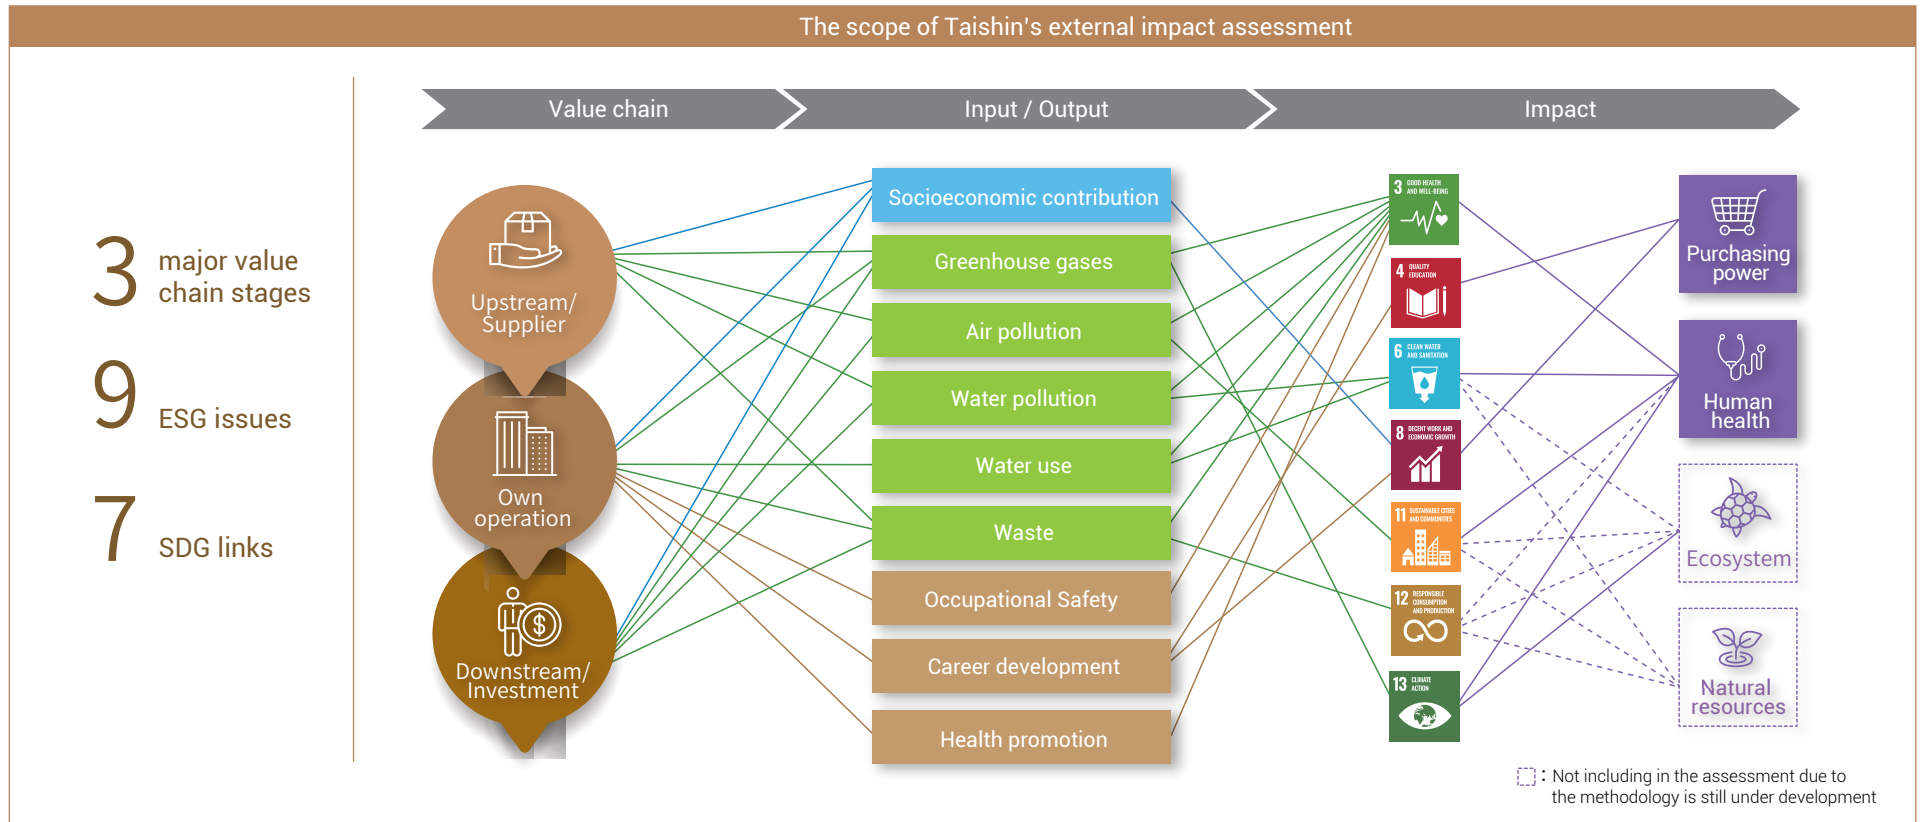 The scope of Taishin's external impact assessment
3
major value
chain stages
9
ESG issues
7
SDG links
Value chain
Input / Output
Impact
Upstream/
Supplier
Own
operation
$
Downstream/
Investment
Socioeconomic contribution
Greenhouse gases
Air pollution
Water pollution
Water use
Waste
Occupational Safety
Career development
Health promotion
3 GOOD HEALTH
AND WELL-BEING
4 QUALITY
EDUCATION
6 CLEAN WATER
AND SANITATION
8 DECENT WORK AND
ECONOMIC GROWTH
11 SUSTAINABLE CITIES
AND COMMUNITIES
12 RESPONSIBLE
CONSUMPTION
AND PRODUCTION
13 CLIMATE
ACTION
Purchasing
power
Human
health
Ecosystem
Natural
resources
: Not including in the assessment due to
the methodology is still under development